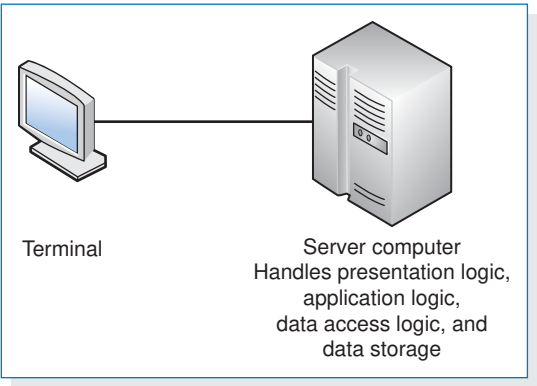 Terminal
Server computer
Handles presentation logic,
application logic,
data access logic, and
data storage